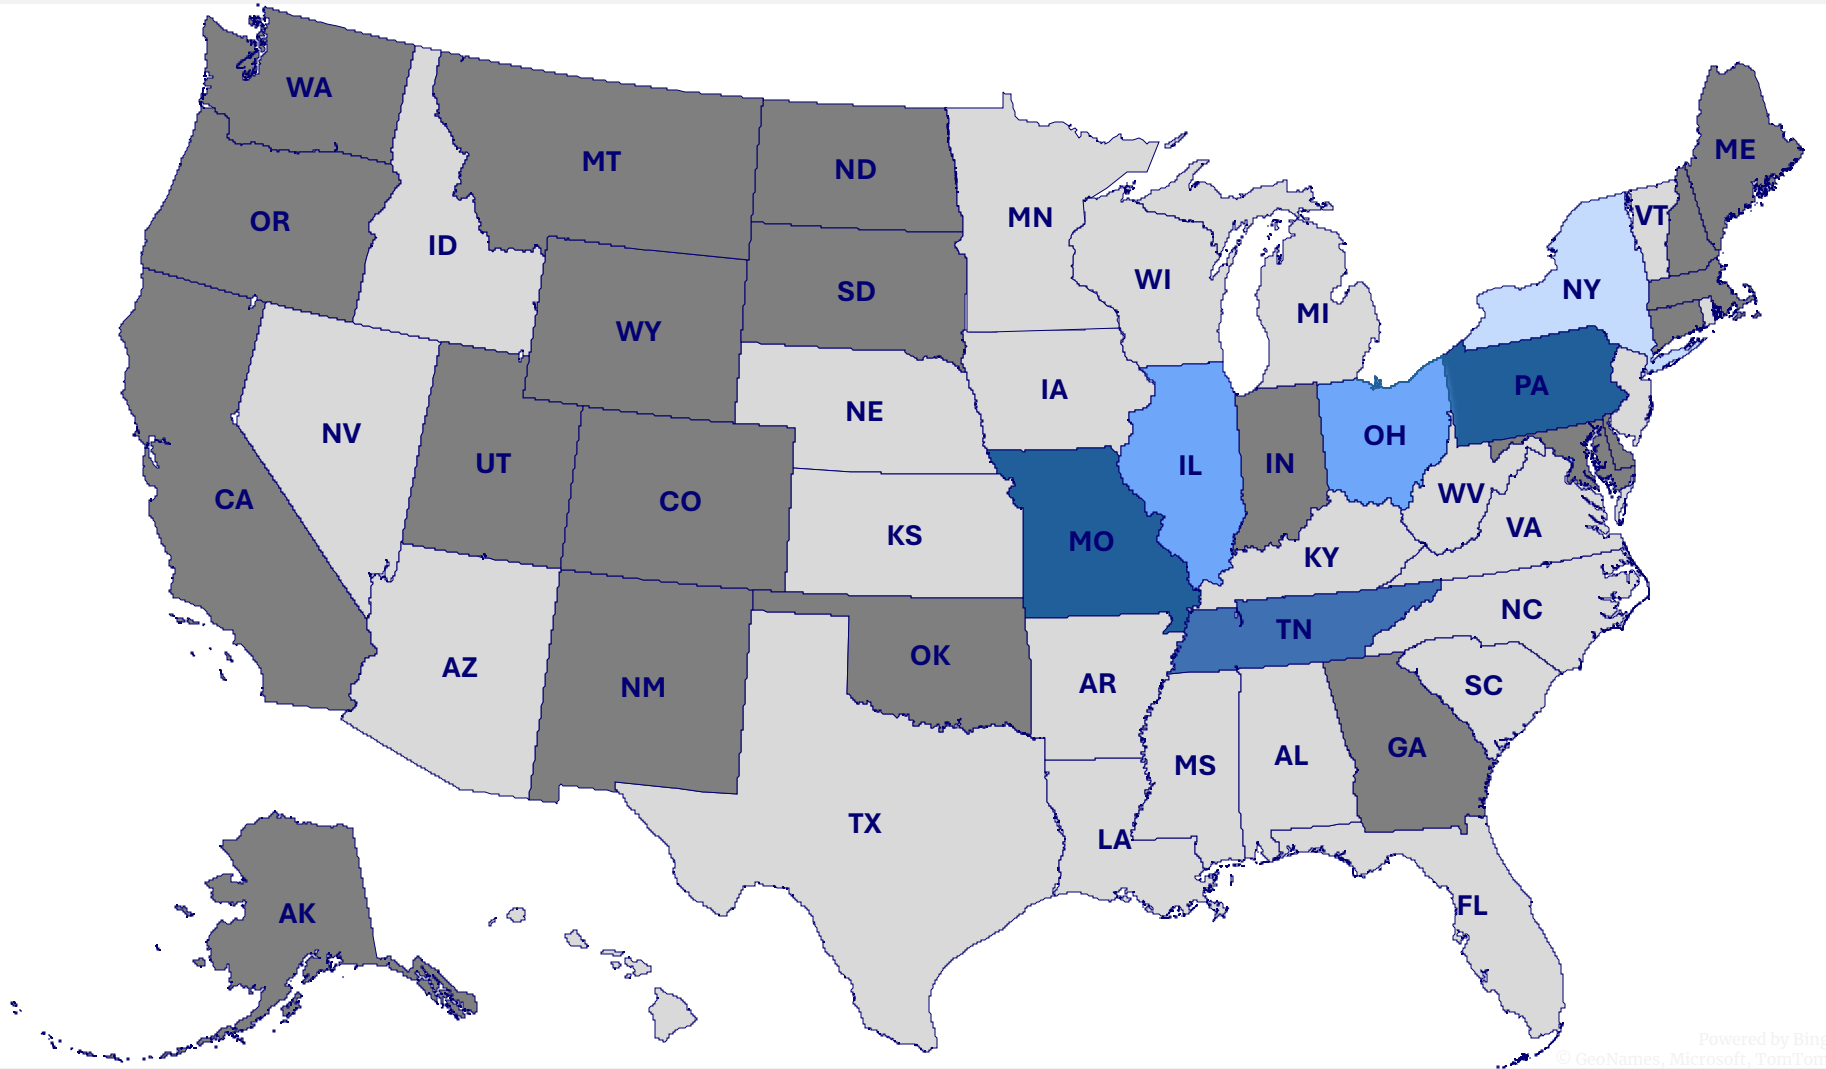 WA
MT
ND
ME
OR
ID
MN
VT
SD
WI
NY
WY
MI
IA
PA
NE
NV
OH
UT
IL
IN
CA
CO
WV
KS
MO
VA
KY
NC
TN
OK
AZ
AR
SC
NM
GA
MS
AL
TX
LA
FL
AK
Powered by Bing
© GeoNames, Microsoft, TomTom